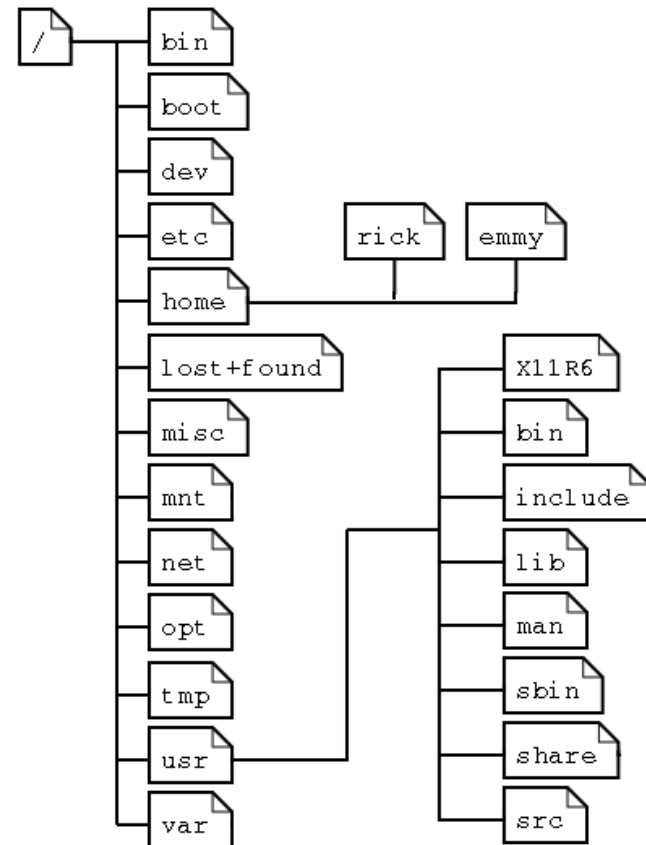 /
bin
boot
dev
etc
rick
emmy
home
lost+found
X11R6
misc
bin
mnt
include
net
lib
opt
man
tmp
sbin
usr
share
var
src